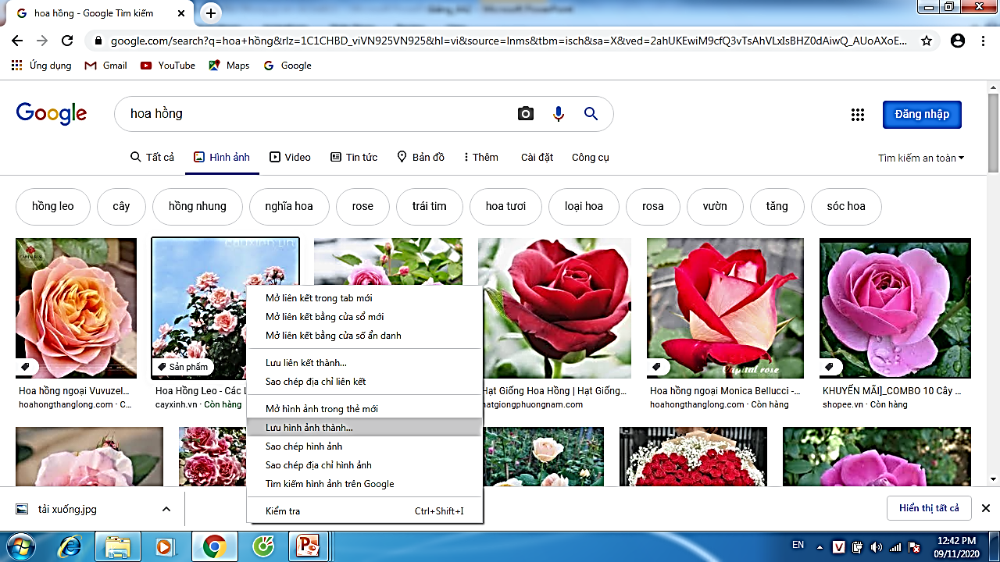 hoa hồng - Google Tìm kiếm
google.com/search?q=hoa+hồng&rlz=1C1CHBD_viVN925VN925&hl=vi&source=lnms&tbm=isch&sa=X&ved=2ahUKEwiM9cfQ3vTsAhVLxIsBHZ0dAiwQ_AUoAXoE...
Ứng dụng Gmail YouTube Maps Google
Google hoa hồng Đăng nhập
Tất cả Hình ảnh Video Tin tức Bản đồ Thêm Cài đặt Công cụ Tìm kiếm an toàn
hồng leo cây hồng nhung nghĩa hoa rose trái tim hoa tươi loại hoa rosa vườn tăng sóc hoa
CAPITAL ROSE
Sản phẩm
Capital rose
Hoa hồng ngoại Vuvuzel...
hoahongthanglong.com · C...
Hoa Hồng Leo - Các L
cayxinh.vn · Còn hàng
Hạt Giống Hoa Hồng | Hạt Giống...
hatgiongphuongnam.com
Hoa hồng ngoại Monica Bellucci -...
hoahongthanglong.com · Còn hàng
KHUYẾN MÃI]_COMBO 10 Cây ...
shopee.vn · Còn hàng
Mở liên kết trong tab mới
Mở liên kết bằng cửa sổ mới
Mở liên kết bằng cửa sổ ẩn danh
Lưu liên kết thành...
Sao chép địa chỉ liên kết
Mở hình ảnh trong thẻ mới
Lưu hình ảnh thành...
Sao chép hình ảnh
Sao chép địa chỉ hình ảnh
Tìm kiếm hình ảnh trên Google
Kiểm tra Ctrl+Shift+I
tải xuống.jpg Hiển thị tất cả
EN 12:42 PM
09/11/2020